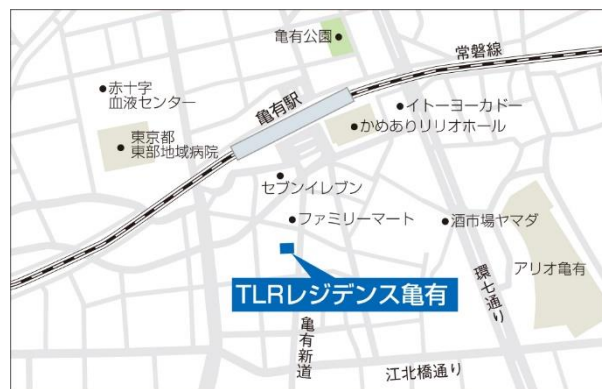 亀有公園
常磐線
赤十字
血液センター
亀有駅
イトーヨーカドー
かめありリリオホール
東京都
東部地域病院
セブンイレブン
ファミリーマート
酒市場ヤマダ
アリオ亀有
TLRレジデンス亀有
環七通り
亀有新道
江北橋通り